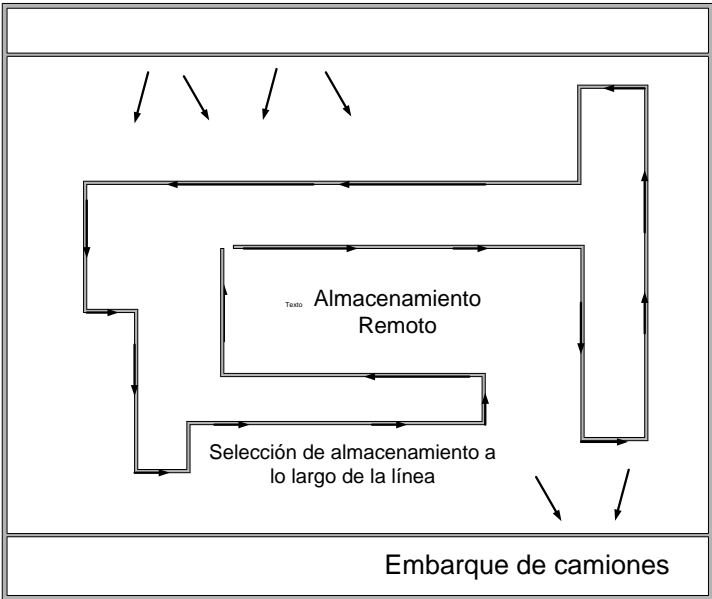 Texto
Almacenamiento
Remoto
Selección de almacenamiento a
lo largo de la línea
Embarque de camiones